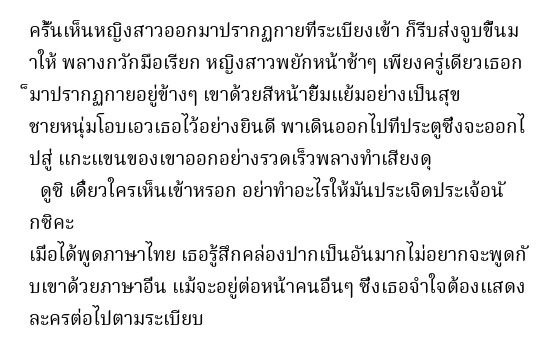 ครั้นเห็นหญิงสาวออกมาปรากฏกายที่ระเบียงเข้า ก็รีบส่งจูบขึ้นม
าให้ พลางกวักมือเรียก หญิงสาวพยักหน้าช้าๆ เพียงครู่เดียวเธอก
็มาปรากฏกายอยู่ข้างๆ เขาด้วยสีหน้ายิ้มแย้มอย่างเป็นสุข
ชายหนุ่มโอบเอวเธอไว้อย่างยินดี พาเดินออกไปที่ประตูซึ่งจะออกไ
ปสู่ แกะแขนของเขาออกอย่างรวดเร็วพลางทำเสียงดุ
ดูซิ เดี๋ยวใครเห็นเข้าหรอก อย่าทำอะไรให้มันประเจิดประเจ้อนั
กซิคะ
เมื่อได้พูดภาษาไทย เธอรู้สึกคล่องปากเป็นอันมากไม่อยากจะพูดกั
บเขาด้วยภาษาอื่น แม้จะอยู่ต่อหน้าคนอื่นๆ ซึ่งเธอจำใจต้องแสดง
ละครต่อไปตามระเบียบ